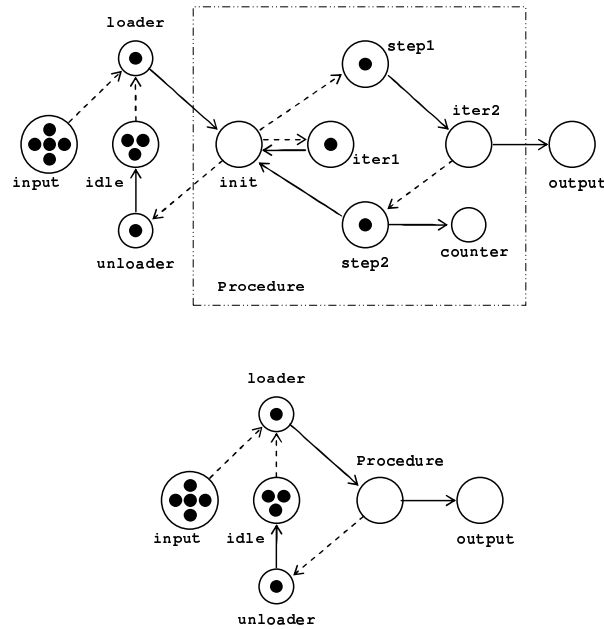 loader
step1
iter2
input
idle
init
iter1
output
unloader
step2
counter
Procedure
loader
Procedure
input
idle
output
unloader